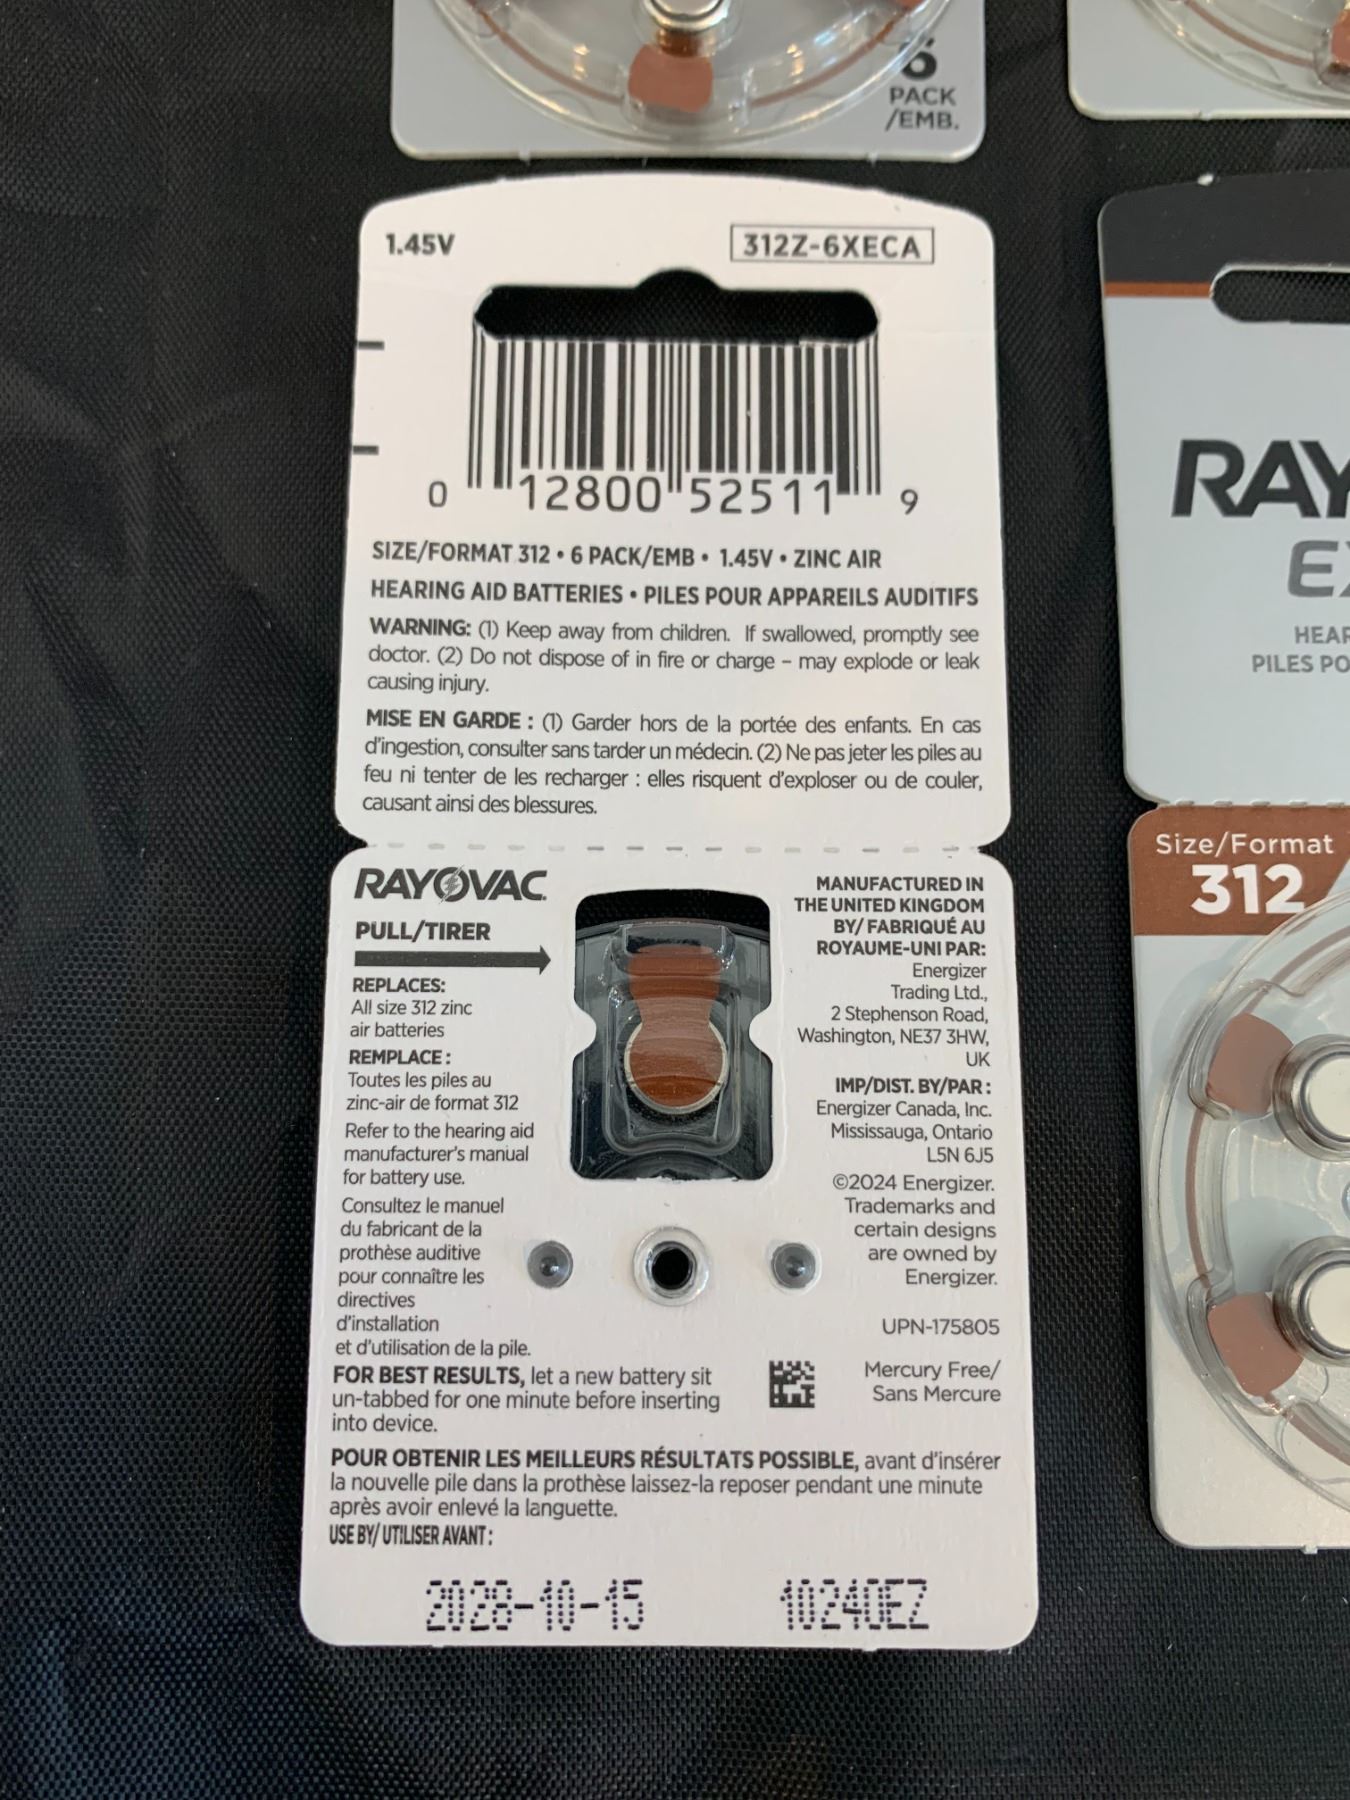 6
PACK
/EMB.
1.45V
312Z-6XECA
0 12800 52511 9
SIZE/FORMAT 312 • 6 PACK/EMB • 1.45V • ZINC AIR
HEARING AID BATTERIES • PILES POUR APPAREILS AUDITIFS
WARNING: (1) Keep away from children. If swallowed, promptly see
doctor. (2) Do not dispose of in fire or charge – may explode or leak
causing injury.
MISE EN GARDE : (1) Garder hors de la portée des enfants. En cas
d'ingestion, consulter sans tarder un médecin. (2) Ne pas jeter les piles au
feu ni tenter de les recharger : elles risquent d'exploser ou de couler,
causant ainsi des blessures.
RAYOVAC
PULL/TIRER
REPLACES:
All size 312 zinc
air batteries
REMPLACE :
Toutes les piles au
zinc-air de format 312
Refer to the hearing aid
manufacturer's manual
for battery use.
Consultez le manuel
du fabricant de la
prothèse auditive
pour connaître les
directives
d'installation
et d'utilisation de la pile.
MANUFACTURED IN
THE UNITED KINGDOM
BY/ FABRIQUÉ AU
ROYAUME-UNI PAR:
Energizer
Trading Ltd.,
2 Stephenson Road,
Washington, NE37 3HW,
UK
IMP/DIST. BY/PAR :
Energizer Canada, Inc.
Mississauga, Ontario
L5N 6J5
©2024 Energizer.
Trademarks and
certain designs
are owned by
Energizer.
UPN-175805
Mercury Free/
Sans Mercure
FOR BEST RESULTS, let a new battery sit
un-tabbed for one minute before inserting
into device.
POUR OBTENIR LES MEILLEURS RÉSULTATS POSSIBLE, avant d'insérer
la nouvelle pile dans la prothèse laissez-la reposer pendant une minute
après avoir enlevé la languette.
USE BY/ UTILISER AVANT :
2028-10-15 10240EZ
RAY
EX
HEAR
PILES PO
Size/Format
312